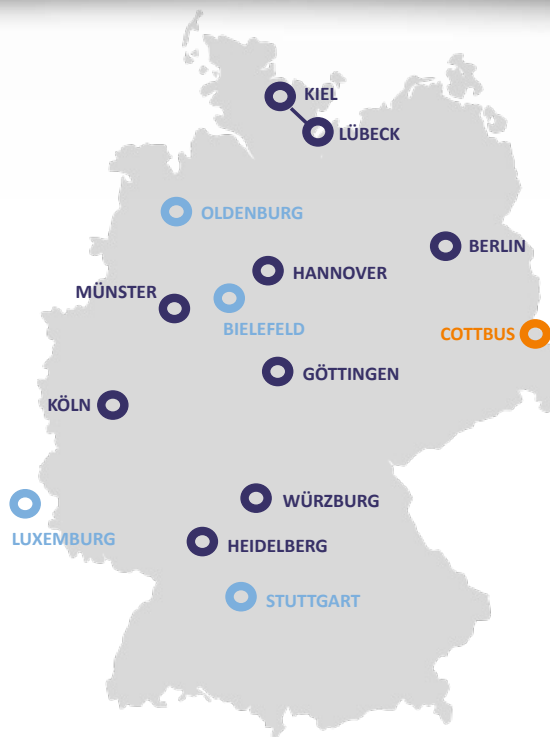 KIEL
LÜBECK
OLDENBURG
BERLIN
HANNOVER
MÜNSTER
BIELEFELD
COTTBUS
GÖTTINGEN
KÖLN
WÜRZBURG
LUXEMBURG
HEIDELBERG
STUTTGART